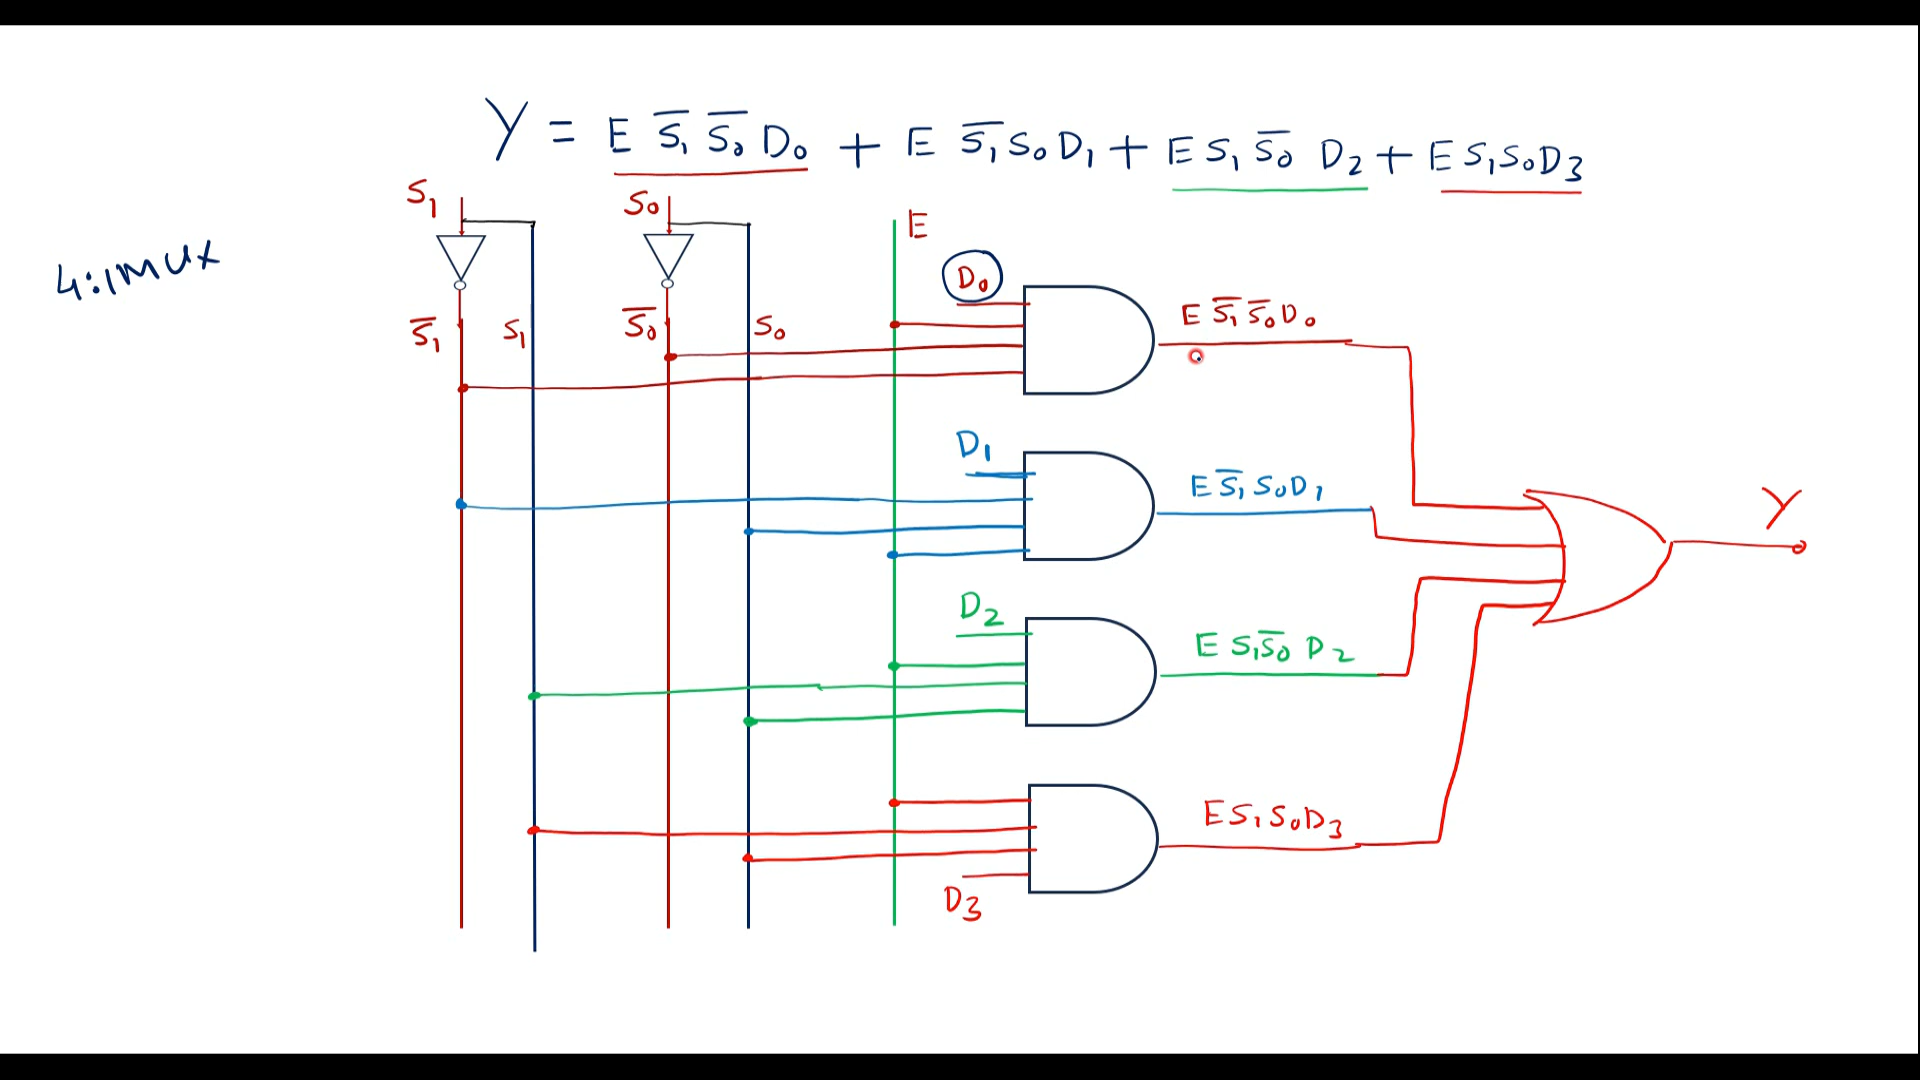 Y = E S̅₁ S̅₀ D₀ + E S̅₁ S₀ D₁ + E S₁ S̅₀ D₂ + E S₁ S₀ D₃
S₁
S₀
E
4:1 MUX
D₀
S̅₁
S₁
S̅₀
S₀
E S̅₁ S̅₀ D₀
D₁
E S̅₁ S₀ D₁
Y
D₂
E S₁ S̅₀ D₂
E S₁ S₀ D₃
D₃